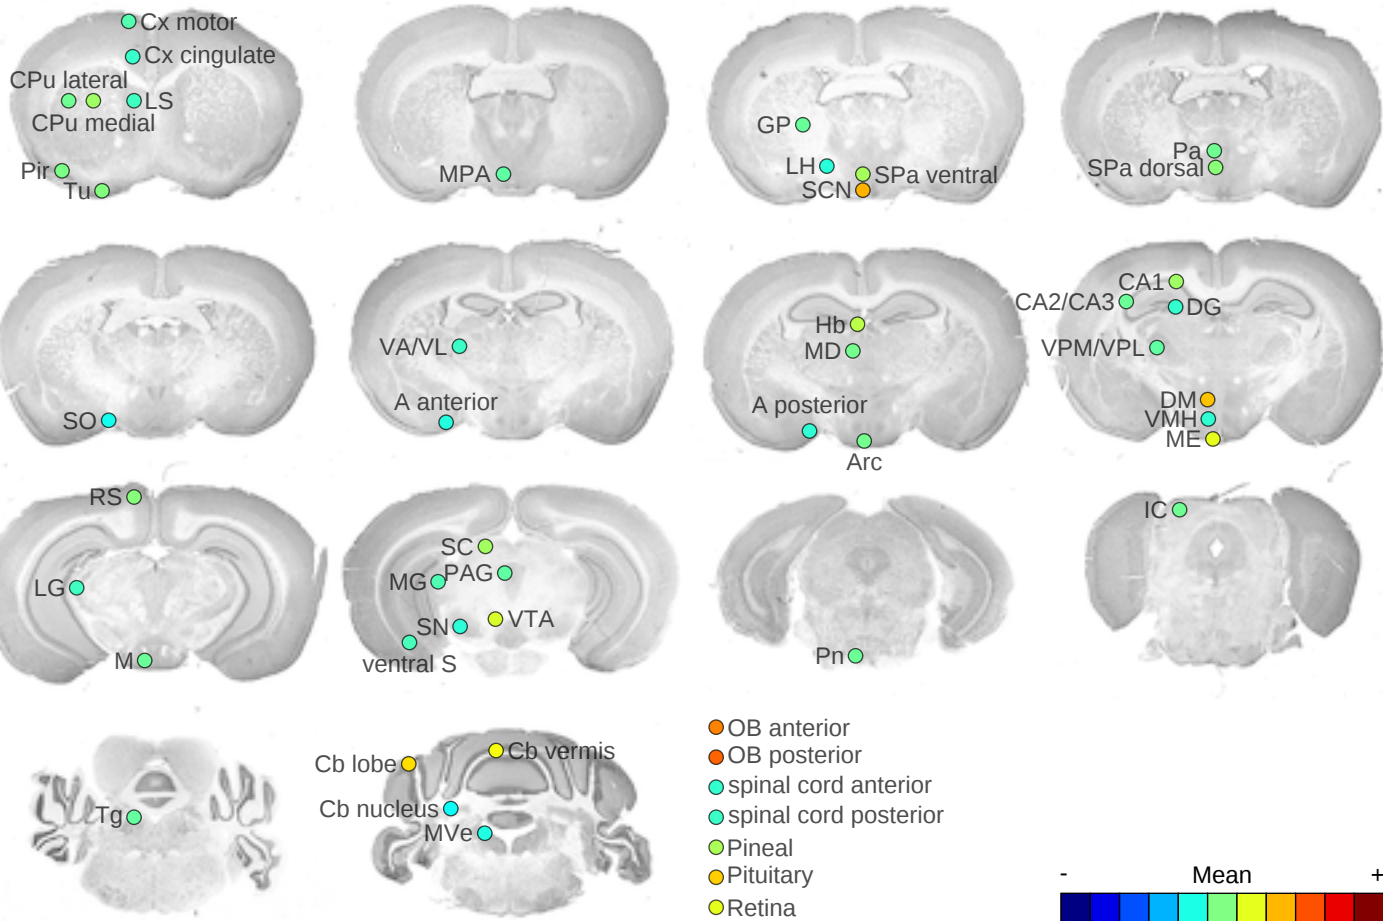 Cx motor
Cx cingulate
CPu lateral
LS
CPu medial
Pir
Tu
MPA
GP
LH
SPa ventral
SCN
Pa
SPa dorsal
SO
VA/VL
A anterior
Hb
MD
A posterior
Arc
CA1
CA2/CA3
DG
VPM/VPL
DM
VMH
ME
RS
LG
M
SC
PAG
MG
VTA
SN
ventral S
Pn
IC
Tg
Cb lobe
Cb vermis
Cb nucleus
MVe
OB anterior
OB posterior
spinal cord anterior
spinal cord posterior
Pineal
Pituitary
Retina
- Mean +